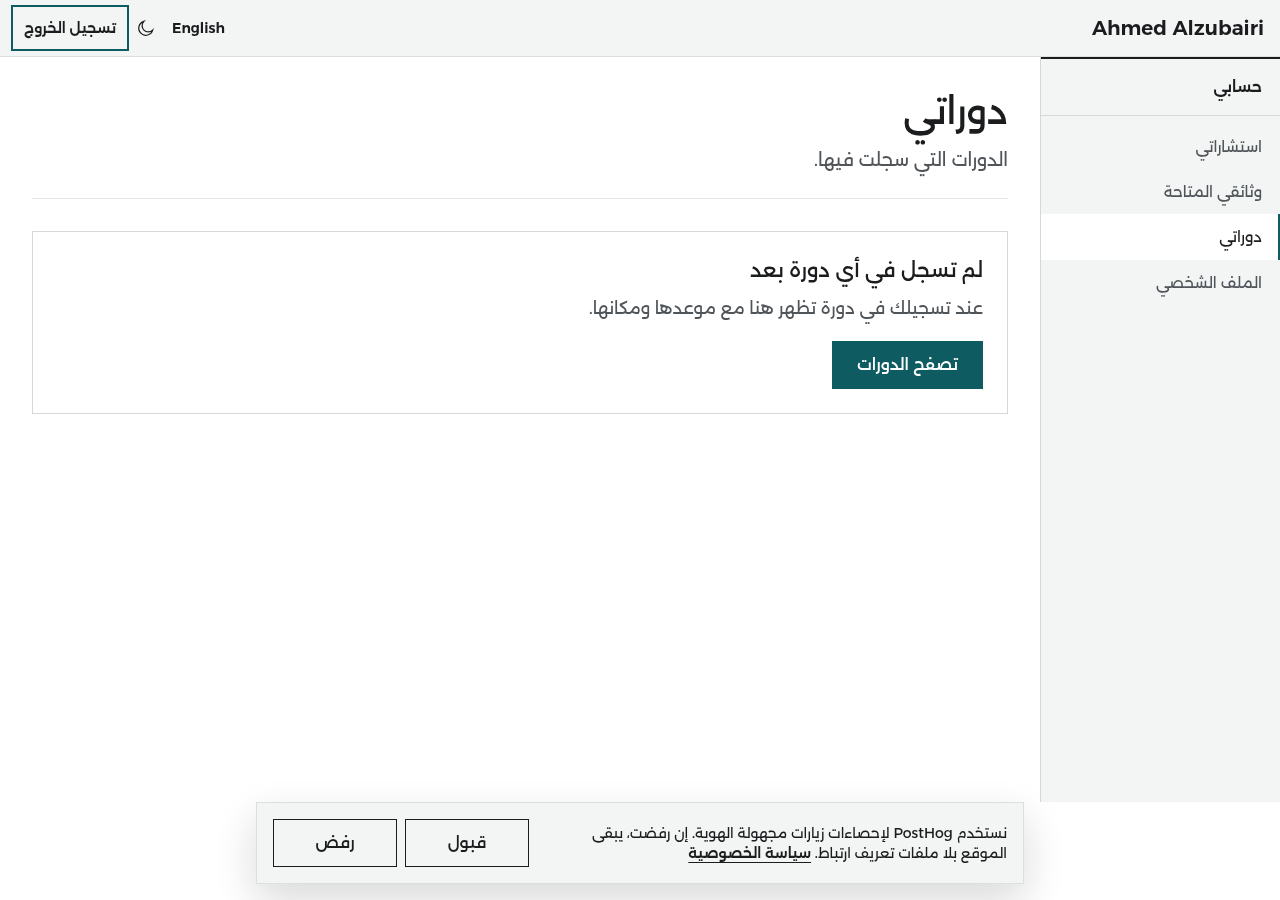 Ahmed Alzubairi
English
تسجيل الخروج
حسابي
استشاراتي
وثائقي المتاحة
دوراتي
الملف الشخصي
دوراتي
الدورات التي سجلت فيها.
لم تسجل في أي دورة بعد
عند تسجيلك في دورة تظهر هنا مع موعدها ومكانها.
تصفح الدورات
نستخدم PostHog لإحصاءات زيارات مجهولة الهوية. إن رفضت، يبقى
الموقع بلا ملفات تعريف ارتباط. سياسة الخصوصية
قبول
رفض